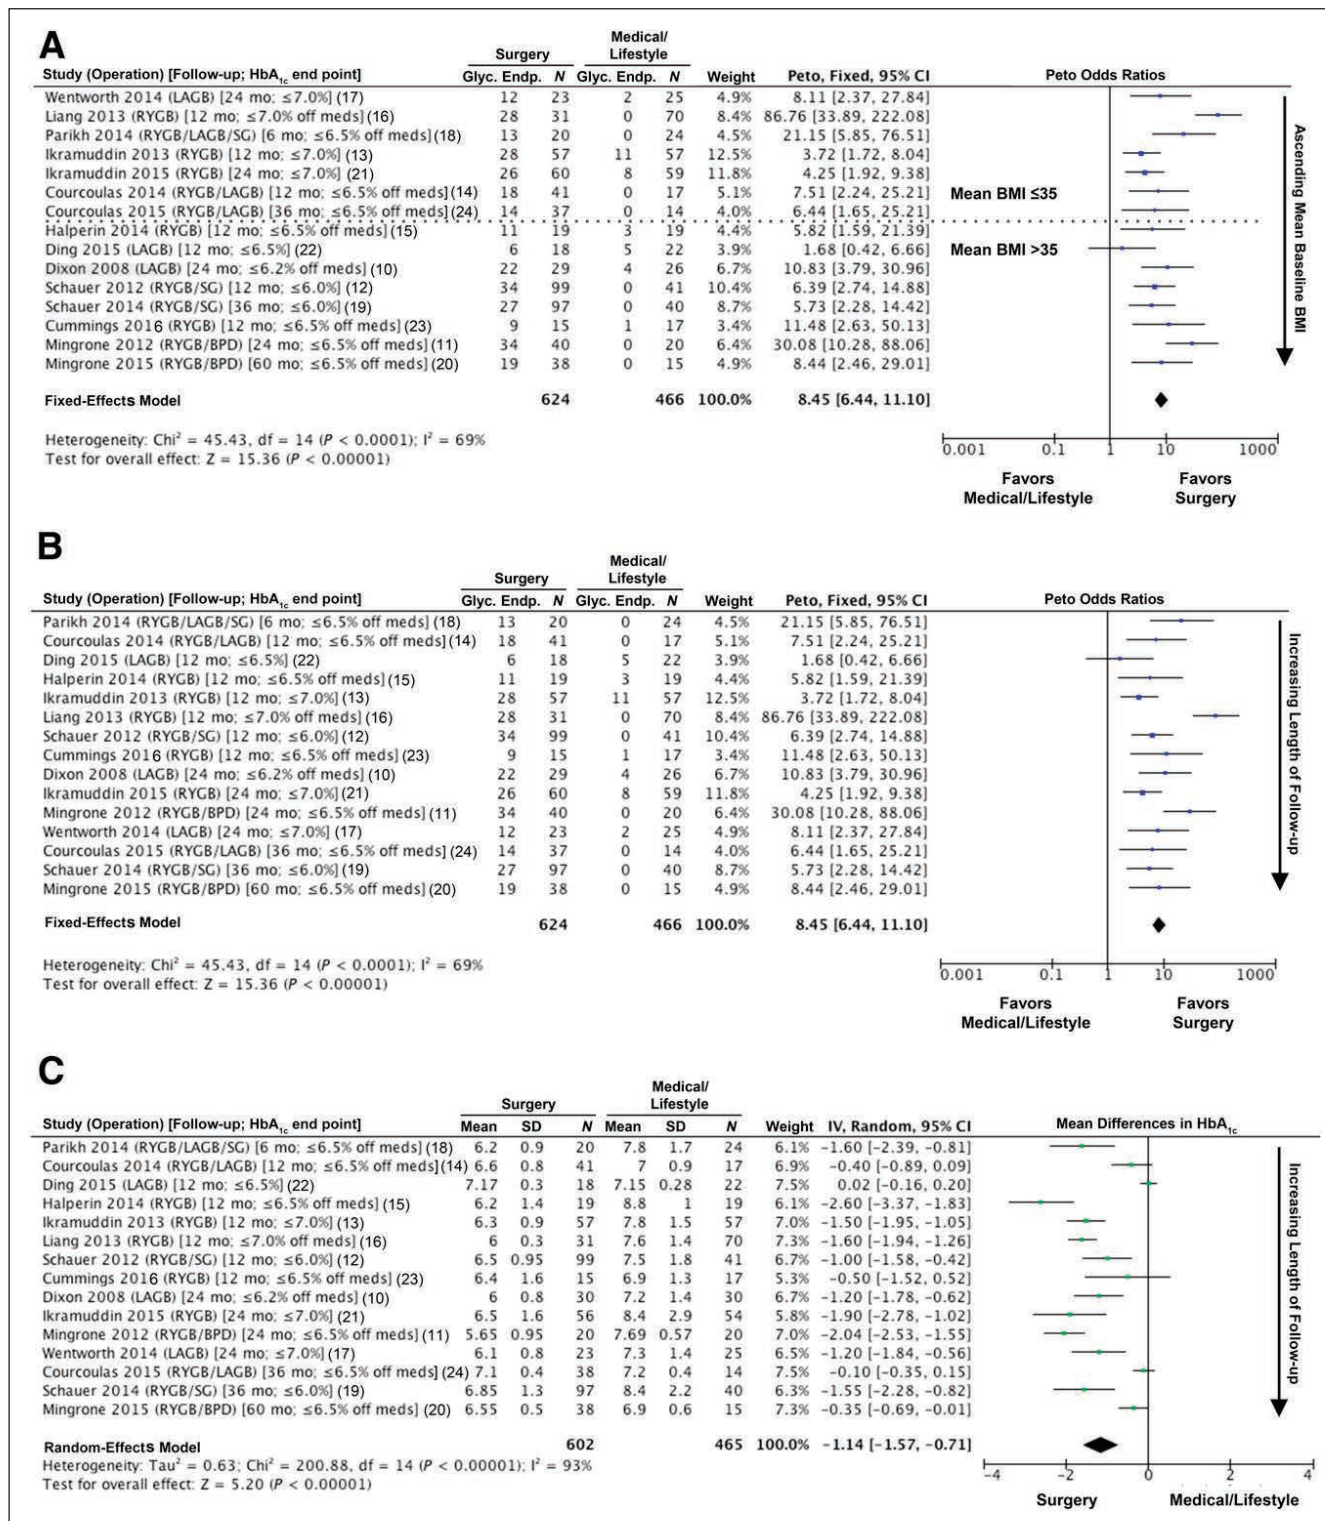 A
Surgery
Medical/
Lifestyle
Study (Operation) [Follow-up; HbA1c end point] Glyc. Endp. N Glyc. Endp. N Weight Peto, Fixed, 95% CI Peto Odds Ratios
Wentworth 2014 (LAGB) [24 mo; ≤7.0%] (17) 12 23 2 25 4.9% 8.11 [2.37, 27.84]
Liang 2013 (RYGB) [12 mo; ≤7.0% off meds] (16) 28 31 0 70 8.4% 86.76 [33.89, 222.08]
Parikh 2014 (RYGB/LAGB/SG) [6 mo; ≤6.5% off meds] (18) 13 20 0 24 4.5% 21.15 [5.85, 76.51]
Ikramuddin 2013 (RYGB) [12 mo; ≤7.0%] (13) 28 57 11 57 12.5% 3.72 [1.72, 8.04]
Ikramuddin 2015 (RYGB) [24 mo; ≤7.0%] (21) 26 60 8 59 11.8% 4.25 [1.92, 9.38]
Courcoulas 2014 (RYGB/LAGB) [12 mo; ≤6.5% off meds] (14) 18 41 0 17 5.1% 7.51 [2.24, 25.21] Mean BMI ≤35
Courcoulas 2015 (RYGB/LAGB) [36 mo; ≤6.5% off meds] (24) 14 37 0 14 4.0% 6.44 [1.65, 25.21]
Halperin 2014 (RYGB) [12 mo; ≤6.5% off meds] (15) 11 19 3 19 4.4% 5.82 [1.59, 21.39]
Ding 2015 (LAGB) [12 mo; ≤6.5%] (22) 6 18 5 22 3.9% 1.68 [0.42, 6.66] Mean BMI >35
Dixon 2008 (LAGB) [24 mo; ≤6.2% off meds] (10) 22 29 4 26 6.7% 10.83 [3.79, 30.96]
Schauer 2012 (RYGB/SG) [12 mo; ≤6.0%] (12) 34 99 0 41 10.4% 6.39 [2.74, 14.88]
Schauer 2014 (RYGB/SG) [36 mo; ≤6.0%] (19) 27 97 0 40 8.7% 5.73 [2.28, 14.42]
Cummings 2016 (RYGB) [12 mo; ≤6.5% off meds] (23) 9 15 1 17 3.4% 11.48 [2.63, 50.13]
Mingrone 2012 (RYGB/BPD) [24 mo; ≤6.5% off meds] (11) 34 40 0 20 6.4% 30.08 [10.28, 88.06]
Mingrone 2015 (RYGB/BPD) [60 mo; ≤6.5% off meds] (20) 19 38 0 15 4.9% 8.44 [2.46, 29.01]
Ascending Mean Baseline BMI
Fixed-Effects Model 624 466 100.0% 8.45 [6.44, 11.10]
Heterogeneity: Chi² = 45.43, df = 14 (P < 0.0001); I² = 69%
Test for overall effect: Z = 15.36 (P < 0.00001)
0.001 0.1 1 10 1000
Favors
Medical/Lifestyle
Favors
Surgery
B
Surgery
Medical/
Lifestyle
Study (Operation) [Follow-up; HbA1c end point] Glyc. Endp. N Glyc. Endp. N Weight Peto, Fixed, 95% CI Peto Odds Ratios
Parikh 2014 (RYGB/LAGB/SG) [6 mo; ≤6.5% off meds] (18) 13 20 0 24 4.5% 21.15 [5.85, 76.51]
Courcoulas 2014 (RYGB/LAGB) [12 mo; ≤6.5% off meds] (14) 18 41 0 17 5.1% 7.51 [2.24, 25.21]
Ding 2015 (LAGB) [12 mo; ≤6.5%] (22) 6 18 5 22 3.9% 1.68 [0.42, 6.66]
Halperin 2014 (RYGB) [12 mo; ≤6.5% off meds] (15) 11 19 3 19 4.4% 5.82 [1.59, 21.39]
Ikramuddin 2013 (RYGB) [12 mo; ≤7.0%] (13) 28 57 11 57 12.5% 3.72 [1.72, 8.04]
Liang 2013 (RYGB) [12 mo; ≤7.0% off meds] (16) 28 31 0 70 8.4% 86.76 [33.89, 222.08]
Schauer 2012 (RYGB/SG) [12 mo; ≤6.0%] (12) 34 99 0 41 10.4% 6.39 [2.74, 14.88]
Cummings 2016 (RYGB) [12 mo; ≤6.5% off meds] (23) 9 15 1 17 3.4% 11.48 [2.63, 50.13]
Dixon 2008 (LAGB) [24 mo; ≤6.2% off meds] (10) 22 29 4 26 6.7% 10.83 [3.79, 30.96]
Ikramuddin 2015 (RYGB) [24 mo; ≤7.0%] (21) 26 60 8 59 11.8% 4.25 [1.92, 9.38]
Mingrone 2012 (RYGB/BPD) [24 mo; ≤6.5% off meds] (11) 34 40 0 20 6.4% 30.08 [10.28, 88.06]
Wentworth 2014 (LAGB) [24 mo; ≤7.0%] (17) 12 23 2 25 4.9% 8.11 [2.37, 27.84]
Courcoulas 2015 (RYGB/LAGB) [36 mo; ≤6.5% off meds] (24) 14 37 0 14 4.0% 6.44 [1.65, 25.21]
Schauer 2014 (RYGB/SG) [36 mo; ≤6.0%] (19) 27 97 0 40 8.7% 5.73 [2.28, 14.42]
Mingrone 2015 (RYGB/BPD) [60 mo; ≤6.5% off meds] (20) 19 38 0 15 4.9% 8.44 [2.46, 29.01]
Increasing Length of Follow-up
Fixed-Effects Model 624 466 100.0% 8.45 [6.44, 11.10]
Heterogeneity: Chi² = 45.43, df = 14 (P < 0.0001); I² = 69%
Test for overall effect: Z = 15.36 (P < 0.00001)
0.001 0.1 1 10 1000
Favors
Medical/Lifestyle
Favors
Surgery
C
Surgery
Medical/
Lifestyle
Study (Operation) [Follow-up; HbA1c end point] Mean SD N Mean SD N Weight IV, Random, 95% CI Mean Differences in HbA1c
Parikh 2014 (RYGB/LAGB/SG) [6 mo; ≤6.5% off meds] (18) 6.2 0.9 20 7.8 1.7 24 6.1% -1.60 [-2.39, -0.81]
Courcoulas 2014 (RYGB/LAGB) [12 mo; ≤6.5% off meds] (14) 6.6 0.8 41 7 0.9 17 6.9% -0.40 [-0.89, 0.09]
Ding 2015 (LAGB) [12 mo; ≤6.5%] (22) 7.17 0.3 18 7.15 0.28 22 7.5% 0.02 [-0.16, 0.20]
Halperin 2014 (RYGB) [12 mo; ≤6.5% off meds] (15) 6.2 1.4 19 8.8 1 19 6.1% -2.60 [-3.37, -1.83]
Ikramuddin 2013 (RYGB) [12 mo; ≤7.0%] (13) 6.3 0.9 57 7.8 1.5 57 7.0% -1.50 [-1.95, -1.05]
Liang 2013 (RYGB) [12 mo; ≤7.0% off meds] (16) 6 0.3 31 7.6 1.4 70 7.3% -1.60 [-1.94, -1.26]
Schauer 2012 (RYGB/SG) [12 mo; ≤6.0%] (12) 6.5 0.95 99 7.5 1.8 41 6.7% -1.00 [-1.58, -0.42]
Cummings 2016 (RYGB) [12 mo; ≤6.5% off meds] (23) 6.4 1.6 15 6.9 1.3 17 5.3% -0.50 [-1.52, 0.52]
Dixon 2008 (LAGB) [24 mo; ≤6.2% off meds] (10) 6 0.8 30 7.2 1.4 30 6.7% -1.20 [-1.78, -0.62]
Ikramuddin 2015 (RYGB) [24 mo; ≤7.0%] (21) 6.5 1.6 56 8.4 2.9 54 5.8% -1.90 [-2.78, -1.02]
Mingrone 2012 (RYGB/BPD) [24 mo; ≤6.5% off meds] (11) 5.65 0.95 20 7.69 0.57 20 7.0% -2.04 [-2.53, -1.55]
Wentworth 2014 (LAGB) [24 mo; ≤7.0%] (17) 6.1 0.8 23 7.3 1.4 25 6.5% -1.20 [-1.84, -0.56]
Courcoulas 2015 (RYGB/LAGB) [36 mo; ≤6.5% off meds] (24) 7.1 0.4 38 7.2 0.4 14 7.5% -0.10 [-0.35, 0.15]
Schauer 2014 (RYGB/SG) [36 mo; ≤6.0%] (19) 6.85 1.3 97 8.4 2.2 40 6.3% -1.55 [-2.28, -0.82]
Mingrone 2015 (RYGB/BPD) [60 mo; ≤6.5% off meds] (20) 6.55 0.5 38 6.9 0.6 15 7.3% -0.35 [-0.69, -0.01]
Increasing Length of Follow-up
Random-Effects Model 602 465 100.0% -1.14 [-1.57, -0.71]
Heterogeneity: Tau² = 0.63; Chi² = 200.88, df = 14 (P < 0.00001); I² = 93%
Test for overall effect: Z = 5.20 (P < 0.00001)
-4 -2 0 2 4
Surgery Medical/Lifestyle